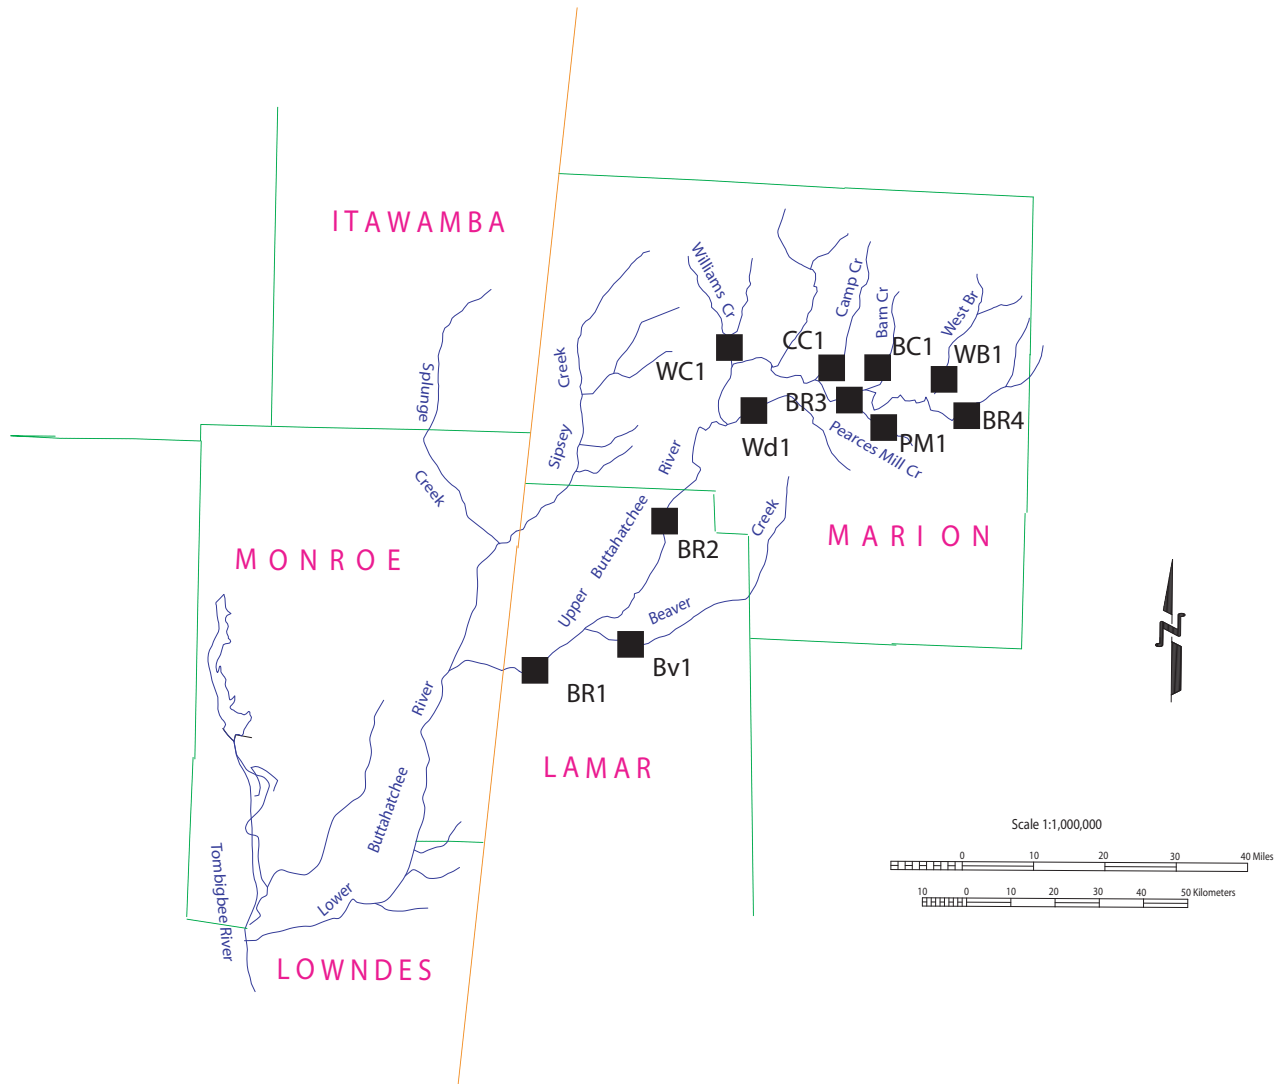 ITAWAMBA
Williams Cr
Camp Cr
Barn Cr
West Br
CC1
BC1
WB1
WC1
BR3
BR4
PM1
Wd1
Pearces Mill Cr
Splunge
Creek
Sipsey
Creek
River
Buttahatchee
Upper
Creek
Beaver
MARION
MONROE
BR2
Bv1
BR1
River
Buttahatchee
Lower
LAMAR
Tombigbee River
LOWNDES
N
Scale 1:1,000,000
0 10 20 30 40 Miles
10 0 10 20 30 40 50 Kilometers